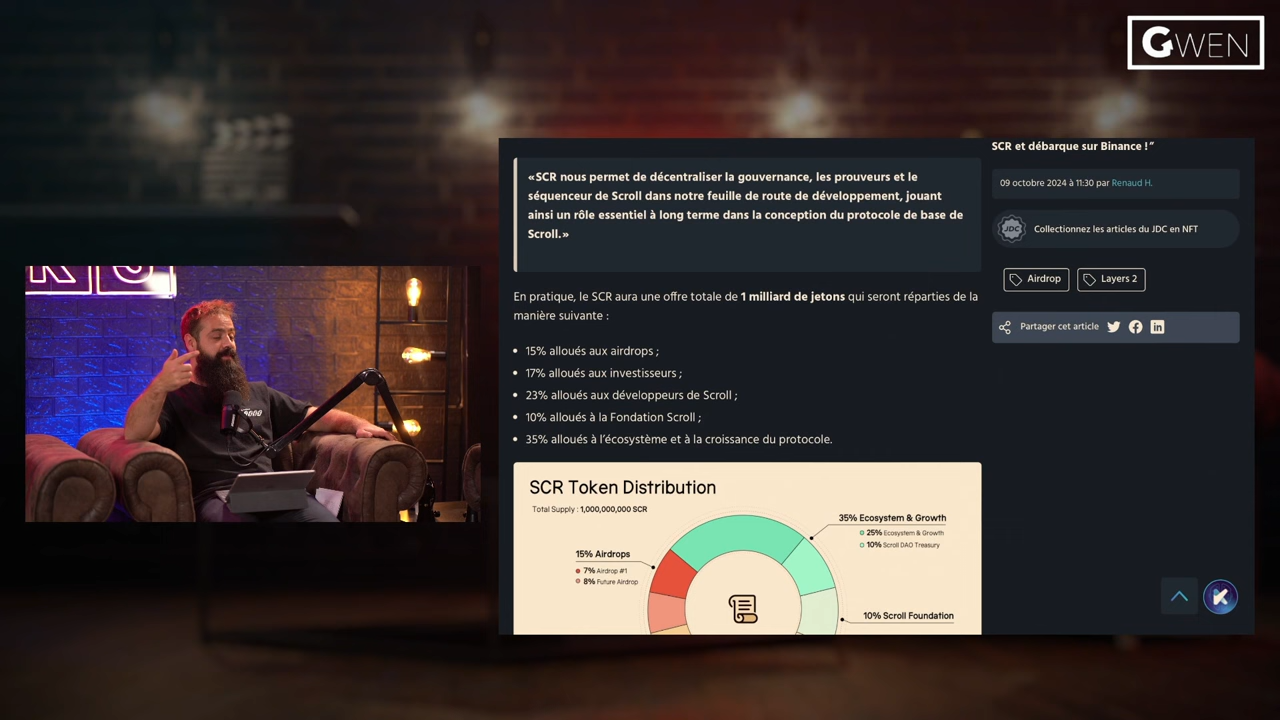 GWEN
«SCR nous permet de décentraliser la gouvernance, les prouveurs et le
séquenceur de Scroll dans notre feuille de route de développement, jouant
ainsi un rôle essentiel à long terme dans la conception du protocole de base de
Scroll.»
En pratique, le SCR aura une offre totale de 1 milliard de jetons qui seront réparties de la
manière suivante :
• 15% alloués aux airdrops ;
• 17% alloués aux investisseurs ;
• 23% alloués aux développeurs de Scroll ;
• 10% alloués à la Fondation Scroll ;
• 35% alloués à l'écosystème et à la croissance du protocole.
SCR Token Distribution
Total Supply : 1,000,000,000 SCR
35% Ecosystem & Growth
25% Ecosystem & Growth
10% Scroll DAO Treasury
15% Airdrops
7% Airdrop #1
8% Future Airdrop
10% Scroll Foundation
SCR et débarque sur Binance !"
09 octobre 2024 à 11:30 par Renaud H.
JDC
Collectionnez les articles du JDC en NFT
Airdrop
Layers 2
Partager cet article